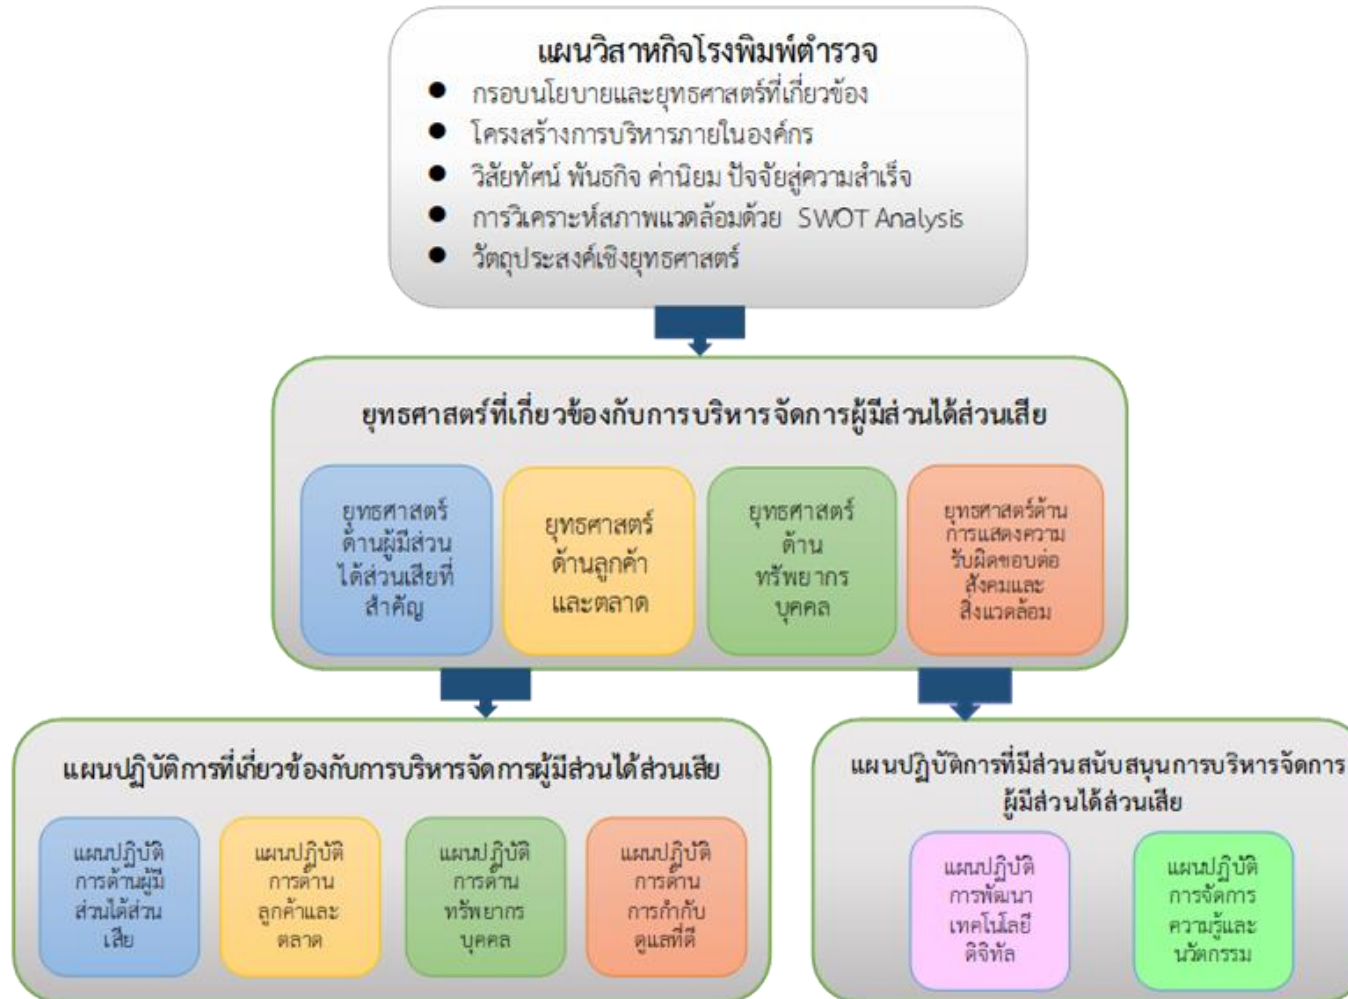 แผนวิสาหกิจโรงพิมพ์ตำรวจ
● กรอบนโยบายและยุทธศาสตร์ที่เกี่ยวข้อง
● โครงสร้างการบริหารภายในองค์กร
● วิสัยทัศน์ พันธกิจ ค่านิยม ปัจจัยสู่ความสำเร็จ
● การวิเคราะห์สภาพแวดล้อมด้วย SWOT Analysis
● วัตถุประสงค์เชิงยุทธศาสตร์
ยุทธศาสตร์ที่เกี่ยวข้องกับการบริหารจัดการผู้มีส่วนได้ส่วนเสีย
ยุทธศาสตร์
ด้านผู้มีส่วน
ได้ส่วนเสียที่
สำคัญ
ยุทธศาสตร์
ด้านลูกค้า
และตลาด
ยุทธศาสตร์
ด้าน
ทรัพยากร
บุคคล
ยุทธศาสตร์ด้าน
การแสดงความ
รับผิดชอบต่อ
สังคมและ
สิ่งแวดล้อม
แผนปฏิบัติการที่เกี่ยวข้องกับการบริหารจัดการผู้มีส่วนได้ส่วนเสีย
แผนปฏิบัติ
การด้านผู้มี
ส่วนได้ส่วน
เสีย
แผนปฏิบัติ
การด้าน
ลูกค้าและ
ตลาด
แผนปฏิบัติ
การด้าน
ทรัพยากร
บุคคล
แผนปฏิบัติ
การด้าน
การกำกับ
ดูแลที่ดี
แผนปฏิบัติการที่มีส่วนสนับสนุนการบริหารจัดการ
ผู้มีส่วนได้ส่วนเสีย
แผนปฏิบัติ
การพัฒนา
เทคโนโลยี
ดิจิทัล
แผนปฏิบัติ
การจัดการ
ความรู้และ
นวัตกรรม